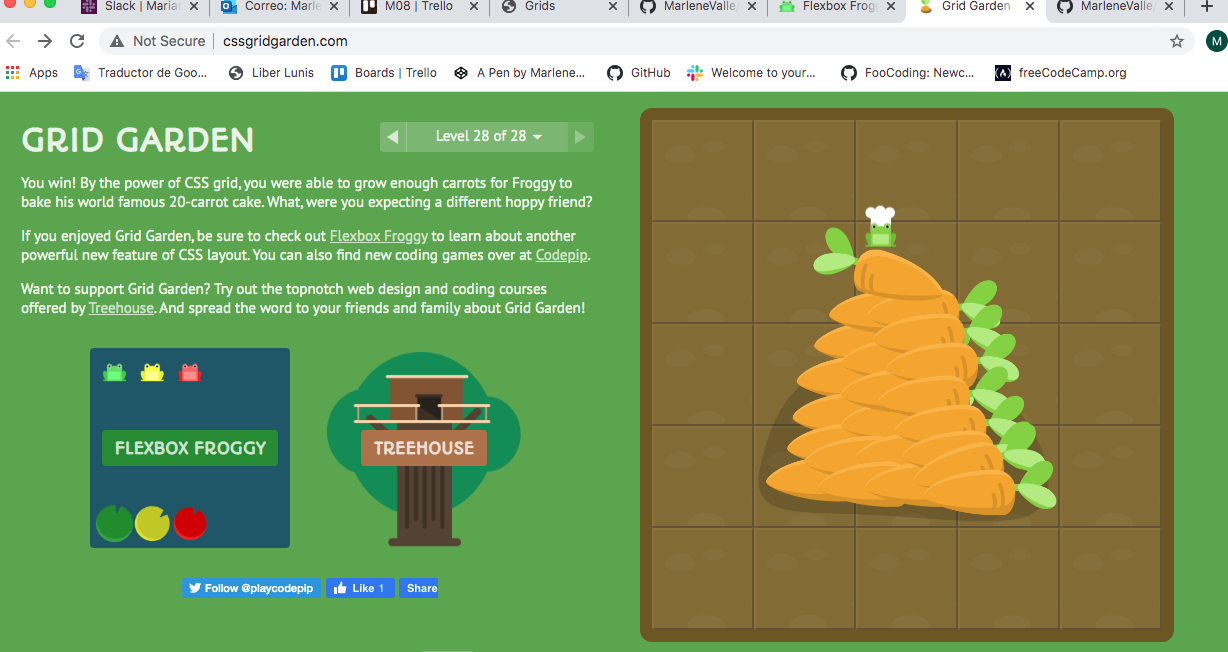 Slack | Maria
Correo: Marle
M08 | Trello
Grids
MarleneValle/
Flexbox Frog
Grid Garden
MarleneValle/
Not Secure
cssgridgarden.com
M
Apps
Traductor de Goo...
Liber Lunis
Boards | Trello
A Pen by Marlene...
GitHub
Welcome to your...
FooCoding: Newc...
freeCodeCamp.org
GRID GARDEN
Level 28 of 28
You win! By the power of CSS grid, you were able to grow enough carrots for Froggy to
bake his world famous 20-carrot cake. What, were you expecting a different hoppy friend?
If you enjoyed Grid Garden, be sure to check out Flexbox Froggy to learn about another
powerful new feature of CSS layout. You can also find new coding games over at Codepip.
Want to support Grid Garden? Try out the topnotch web design and coding courses
offered by Treehouse. And spread the word to your friends and family about Grid Garden!
FLEXBOX FROGGY
TREEHOUSE
Follow @playcodepip
Like 1
Share